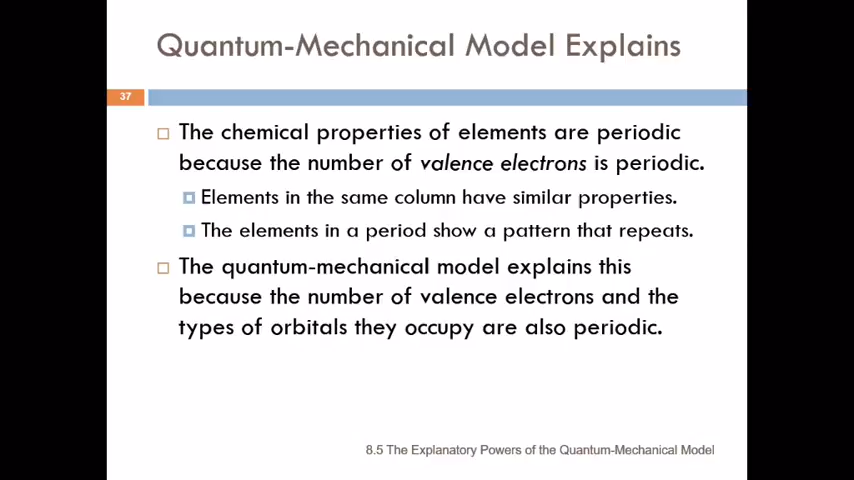 Quantum-Mechanical Model Explains
37
The chemical properties of elements are periodic
because the number of valence electrons is periodic.
Elements in the same column have similar properties.
The elements in a period show a pattern that repeats.
The quantum-mechanical model explains this
because the number of valence electrons and the
types of orbitals they occupy are also periodic.
8.5 The Explanatory Powers of the Quantum-Mechanical Model